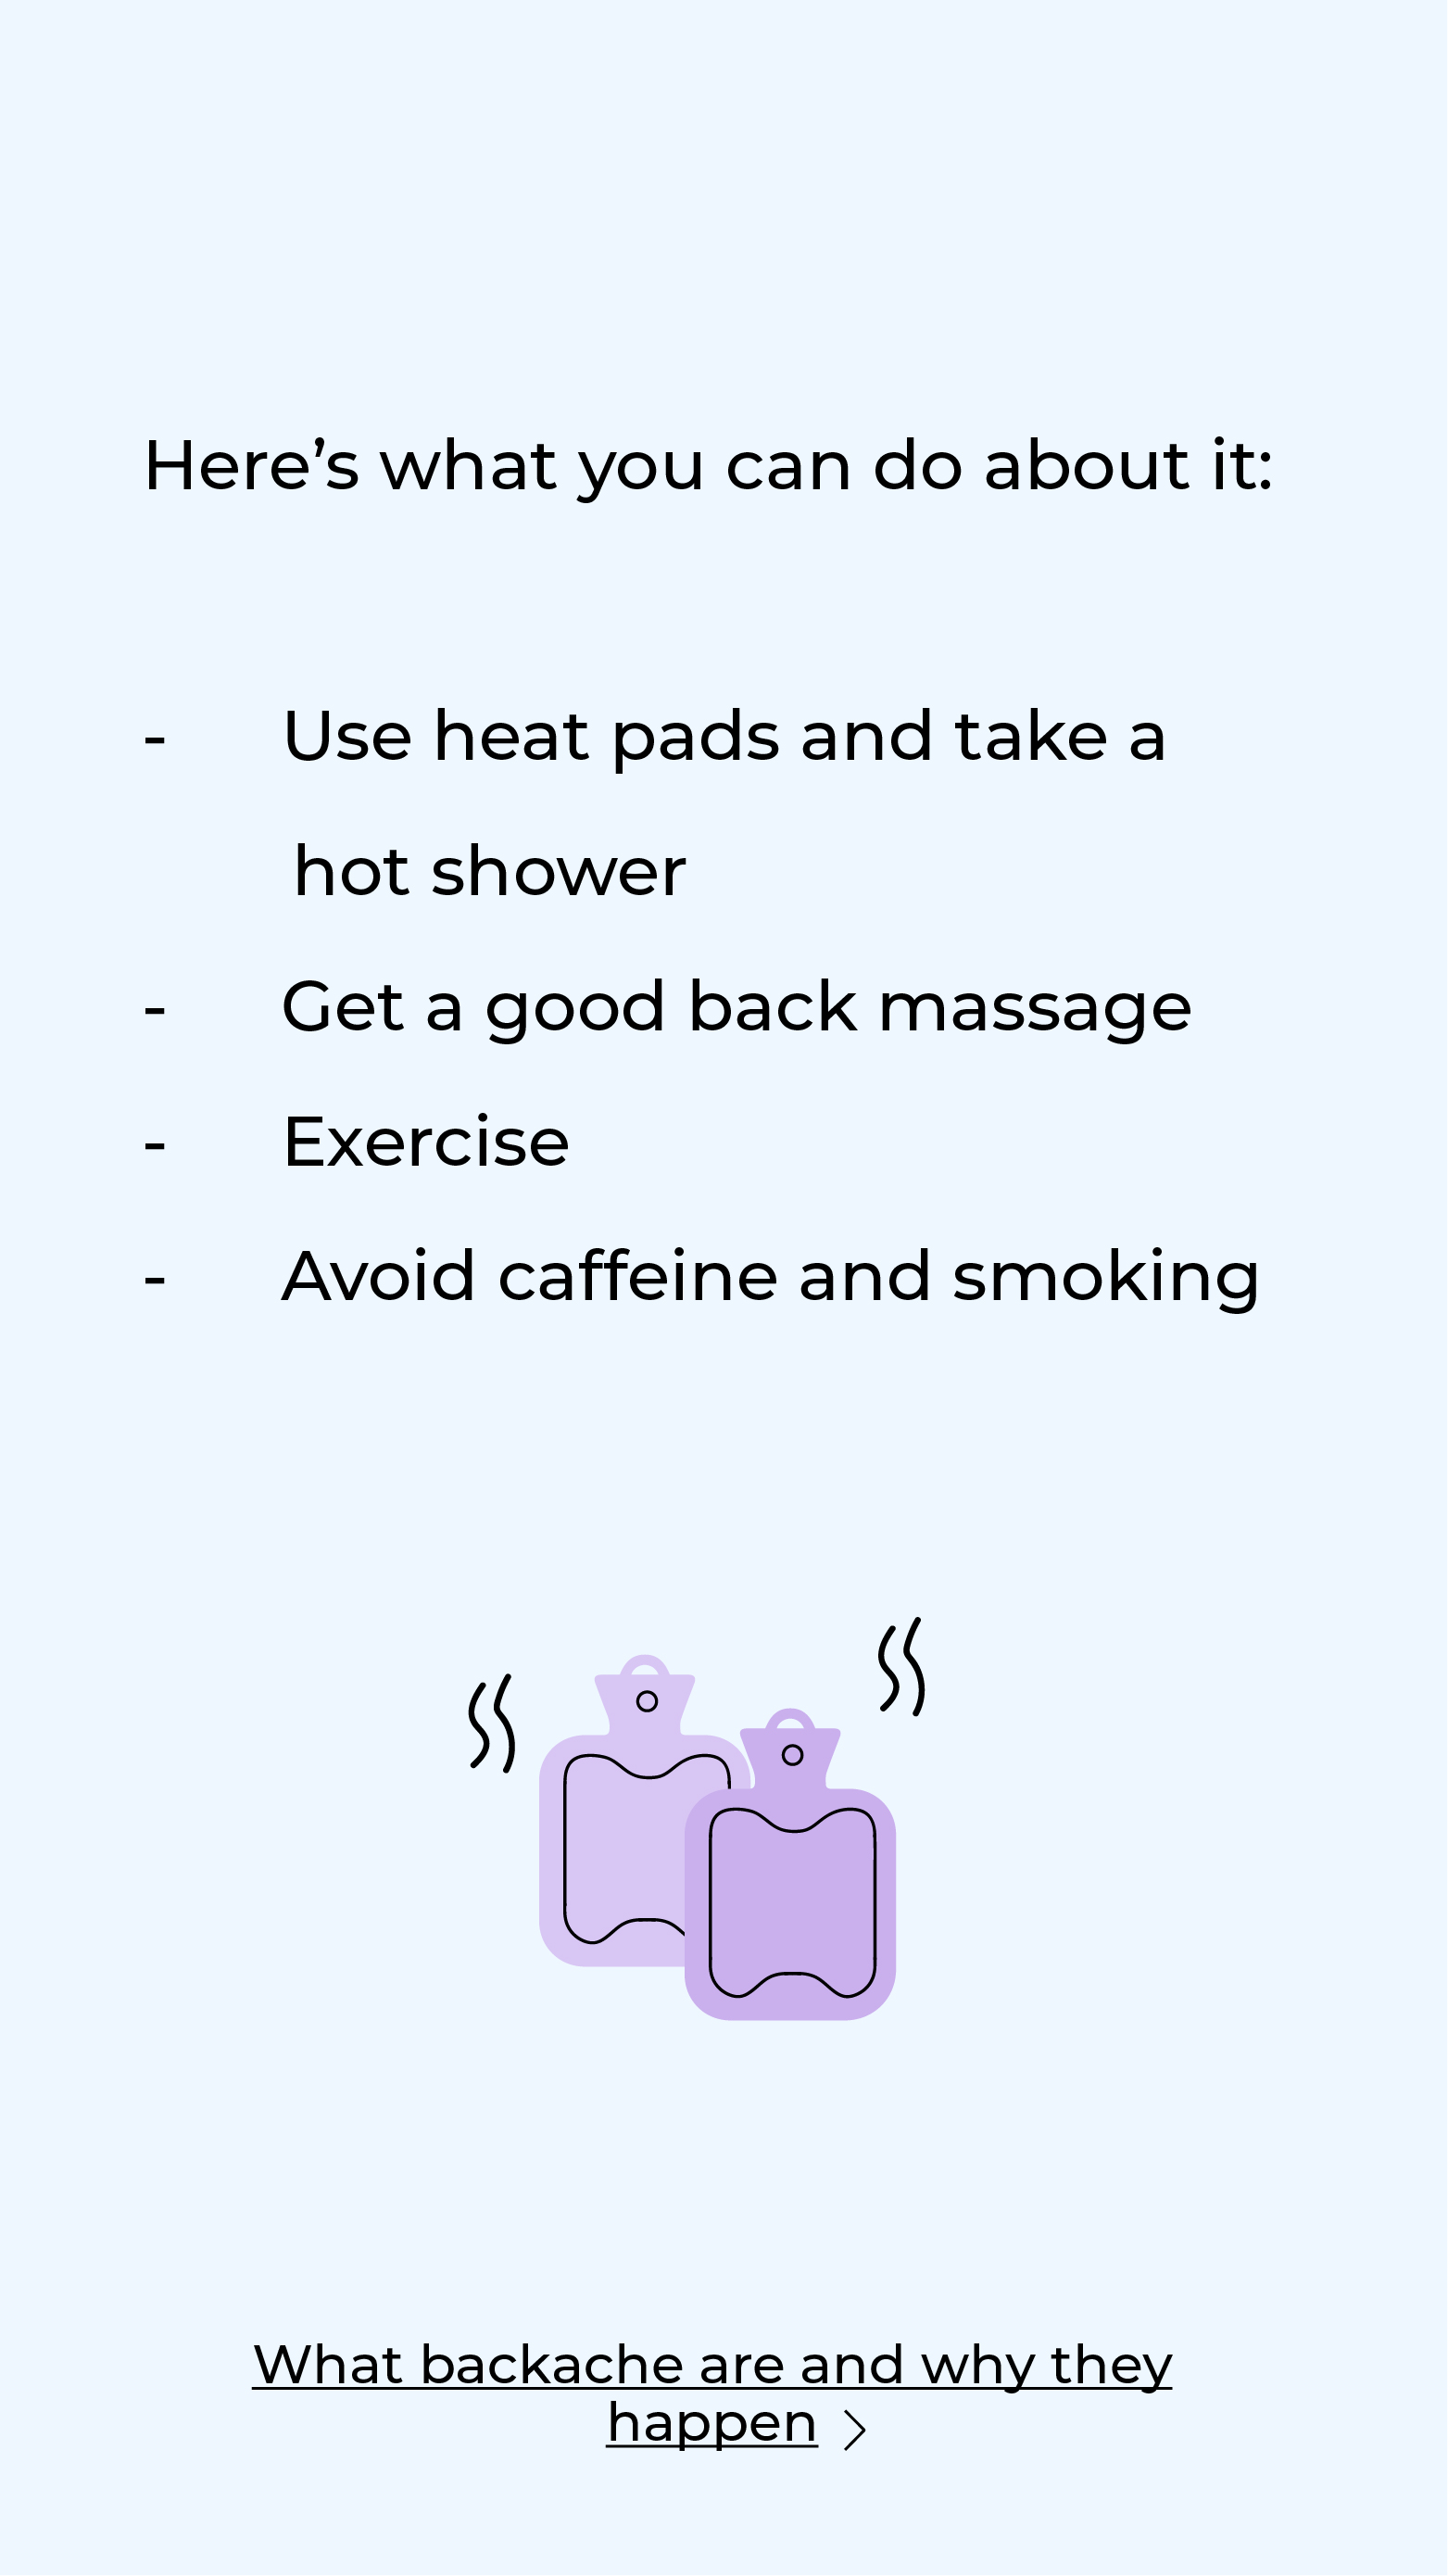 Here’s what you can do about it:
- Use heat pads and take a
hot shower
- Get a good back massage
- Exercise
- Avoid caffeine and smoking
What backache are and why they
happen >